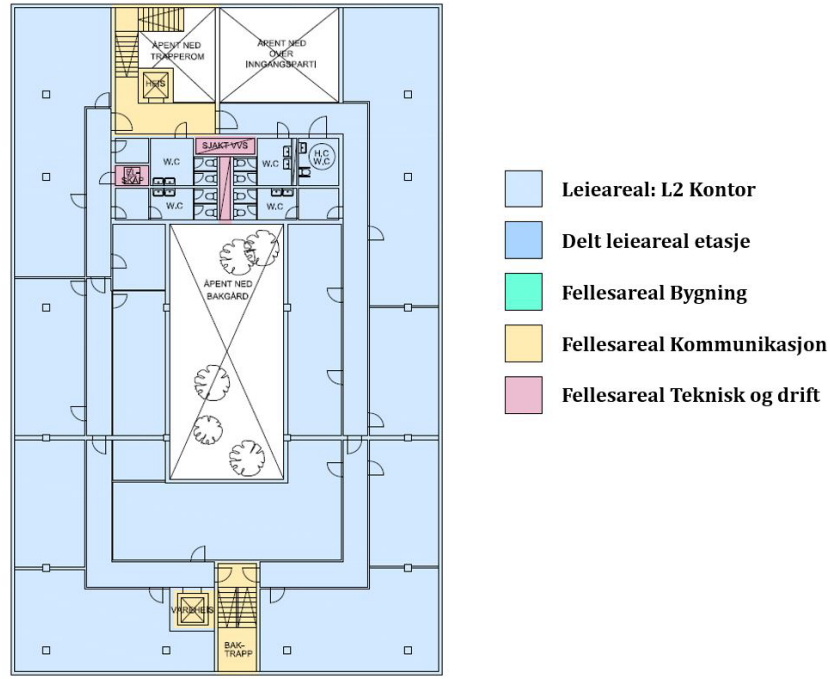 ÅPENT NED
TRAPPEROM
ÅPENT NED
OVER
INNGANGSPARTI
HEIS
SJAKT VVS
W.C
W.C
H.C
W.C
SKAP
W.C
W.C
ÅPENT NED
BAKGÅRD
VAREHEIS
BAK-
TRAPP
Leieareal: L2 Kontor
Delt leieareal etasje
Fellesareal Bygning
Fellesareal Kommunikasjon
Fellesareal Teknisk og drift